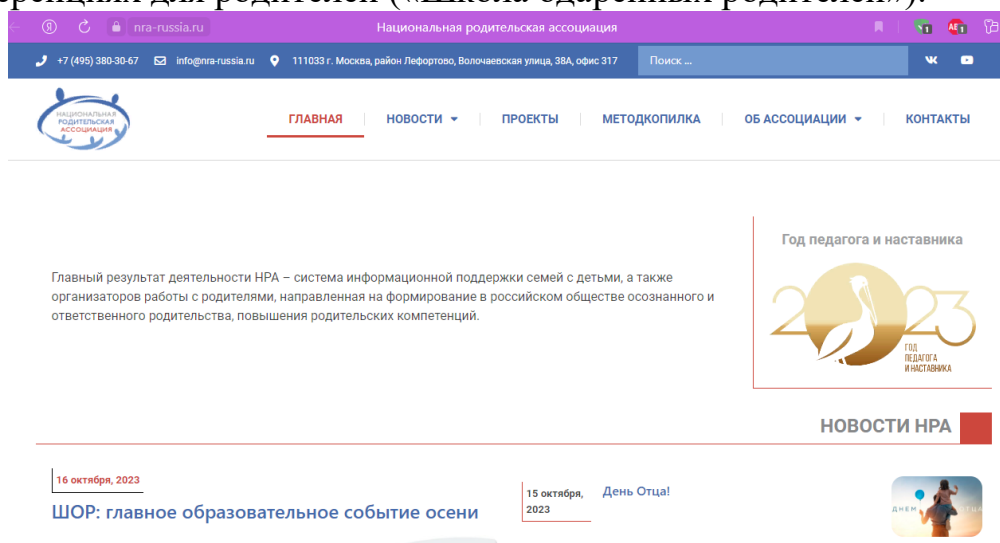 еренциях для родителей («Школа одаренных родителей»).
nra-russia.ru
Национальная родительская ассоциация
+7 (495) 380-30-67
info@nra-russia.ru
111033 г. Москва, район Лефортово, Волочаевская улица, 38А, офис 317
Поиск ...
НАЦИОНАЛЬНАЯ
РОДИТЕЛЬСКАЯ
АССОЦИАЦИЯ
ГЛАВНАЯ
НОВОСТИ
ПРОЕКТЫ
МЕТОДКОПИЛКА
ОБ АССОЦИАЦИИ
КОНТАКТЫ
Год педагога и наставника
Главный результат деятельности НРА – система информационной поддержки семей с детьми, а также
организаторов работы с родителями, направленная на формирование в российском обществе осознанного и
ответственного родительства, повышения родительских компетенций.
2023
ГОД
ПЕДАГОГА
И НАСТАВНИКА
НОВОСТИ НРА
16 октября, 2023
ШОР: главное образовательное событие осени
15 октября,
2023
День Отца!
ДНЕМ ОТЦА